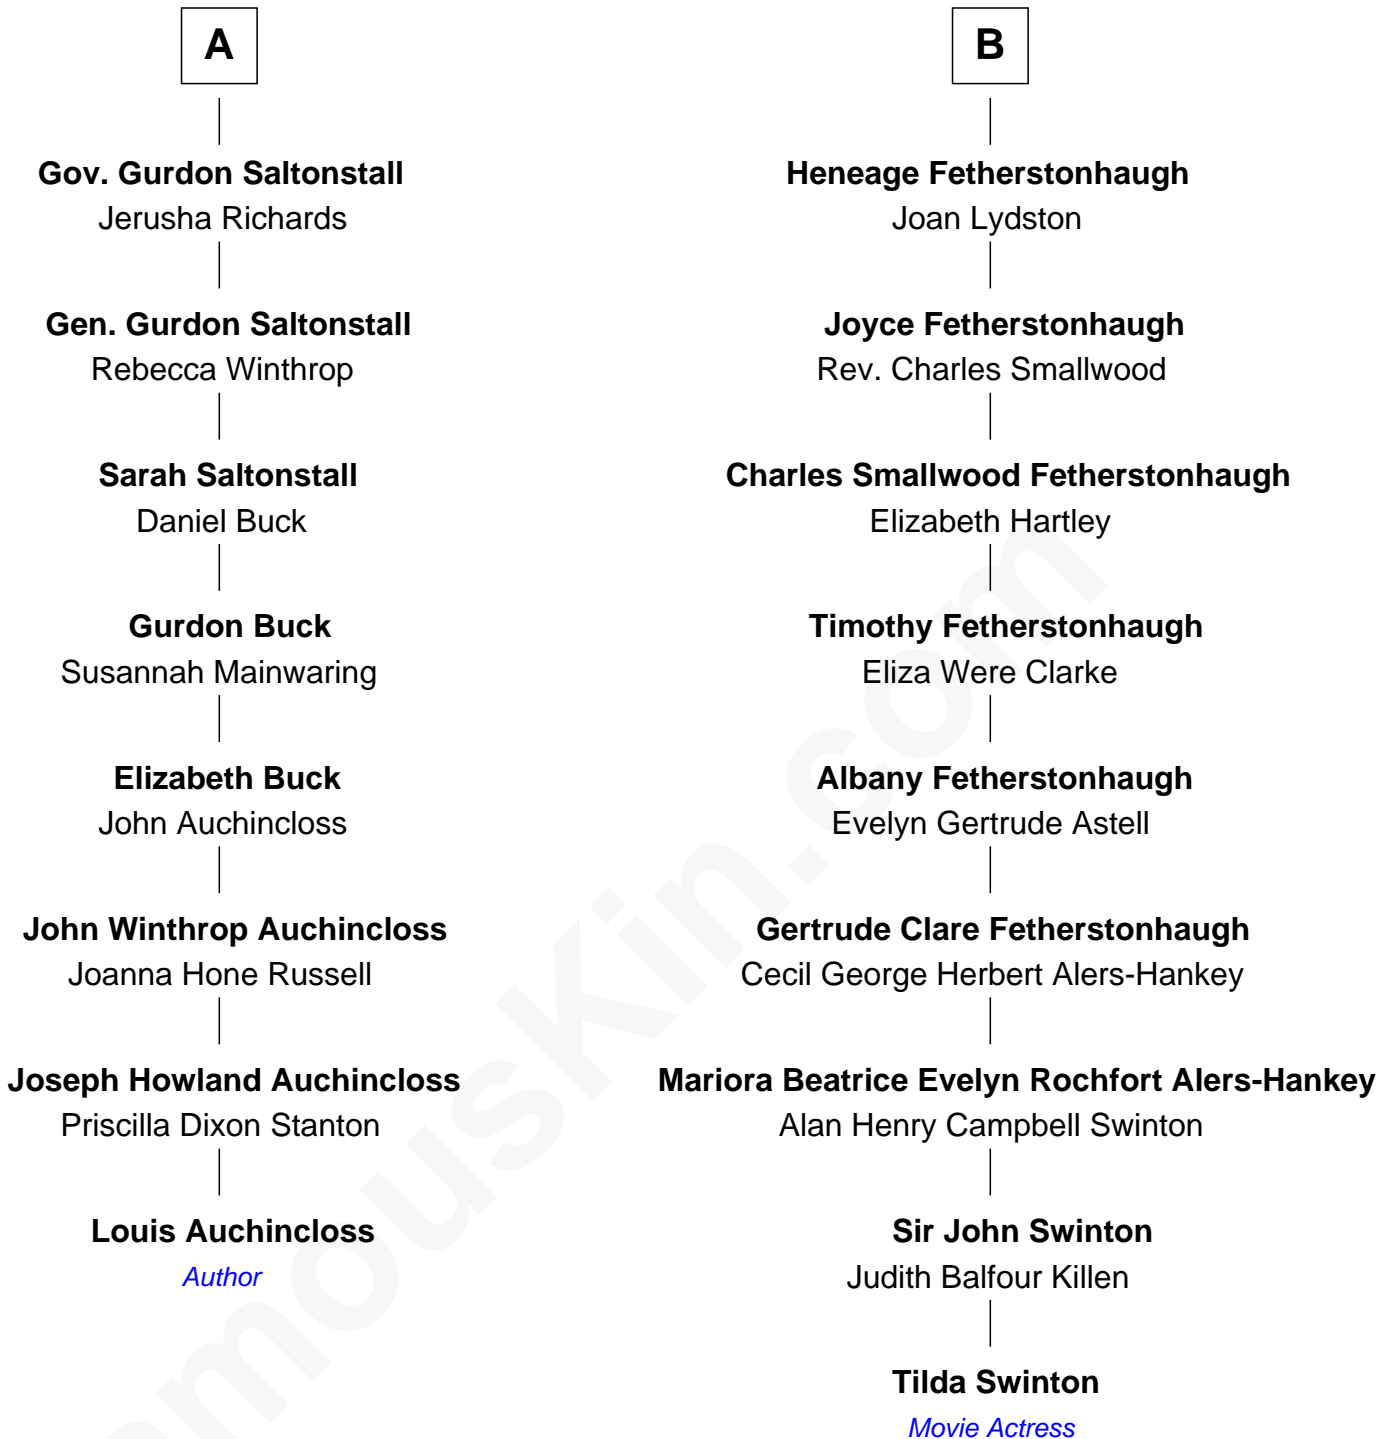 A
Gov. Gurdon Saltonstall
Jerusha Richards
Gen. Gurdon Saltonstall
Rebecca Winthrop
Sarah Saltonstall
Daniel Buck
Gurdon Buck
Susannah Mainwaring
Elizabeth Buck
John Auchincloss
John Winthrop Auchincloss
Joanna Hone Russell
Joseph Howland Auchincloss
Priscilla Dixon Stanton
Louis Auchincloss
Author
B
Heneage Fetherstonhaugh
Joan Lydston
Joyce Fetherstonhaugh
Rev. Charles Smallwood
Charles Smallwood Fetherstonhaugh
Elizabeth Hartley
Timothy Fetherstonhaugh
Eliza Were Clarke
Albany Fetherstonhaugh
Evelyn Gertrude Astell
Gertrude Clare Fetherstonhaugh
Cecil George Herbert Alers-Hankey
Mariora Beatrice Evelyn Rochfort Alers-Hankey
Alan Henry Campbell Swinton
Sir John Swinton
Judith Balfour Killen
Tilda Swinton
Movie Actress
amousKin.com